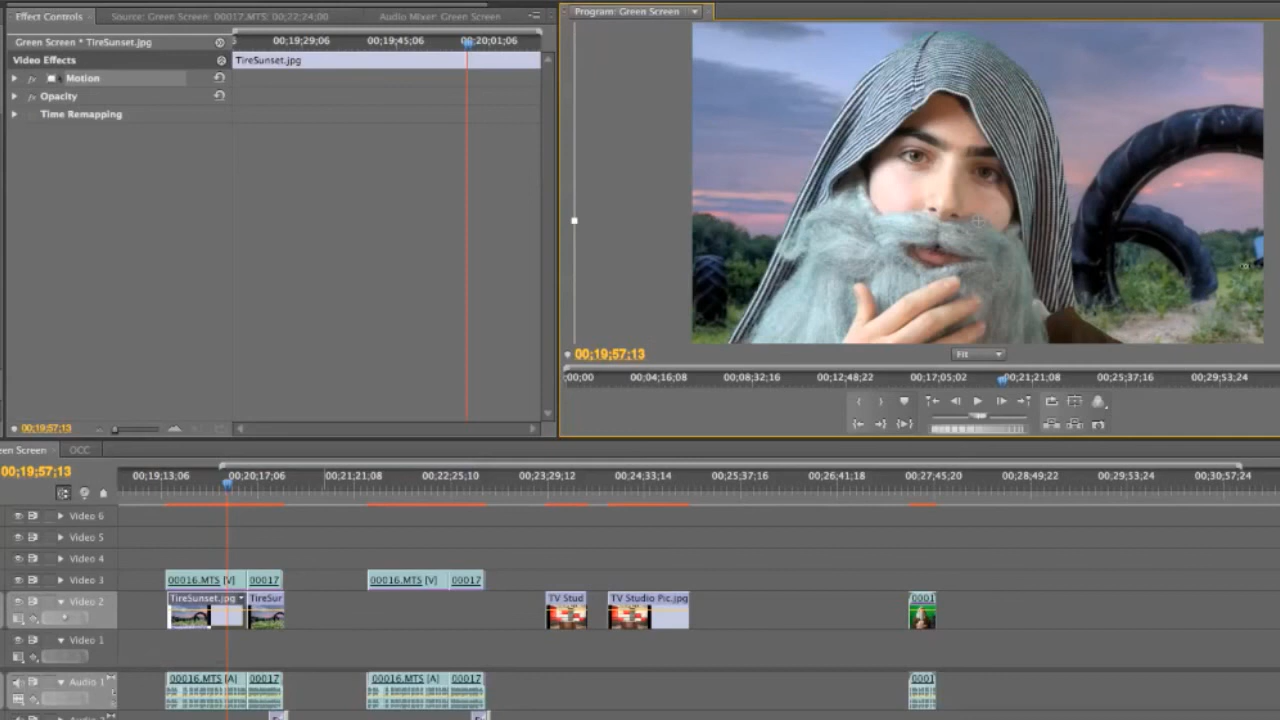 Effect Controls
Source: Green Screen: 00017.MTS: 00;22;24;00
Audio Mixer: Green Screen
Program: Green Screen
Green Screen * TireSunset.jpg
00;19;29;06
00;19;45;06
00;20;01;06
Video Effects
TireSunset.jpg
fx
Motion
fx
Opacity
Time Remapping
00;19;57;13
Fit
;00;00
00;04;16;08
00;08;32;16
00;12;48;22
00;17;05;02
00;21;21;08
00;25;37;16
00;29;53;24
00;19;57;13
een Screen
OCC
00;19;57;13
00;19;13;06
00;20;17;06
00;21;21;08
00;22;25;10
00;23;29;12
00;24;33;14
00;25;37;16
00;26;41;18
00;27;45;20
00;28;49;22
00;29;53;24
00;30;57;24
Video 6
Video 5
Video 4
Video 3
00016.MTS [V]
00017
00016.MTS [V]
00017
Video 2
TireSunset.jpg
TireSur
TV Stud
TV Studio Pic.jpg
0001
Video 1
Audio 1
00016.MTS [A]
00017
00016.MTS [A]
00017
0001